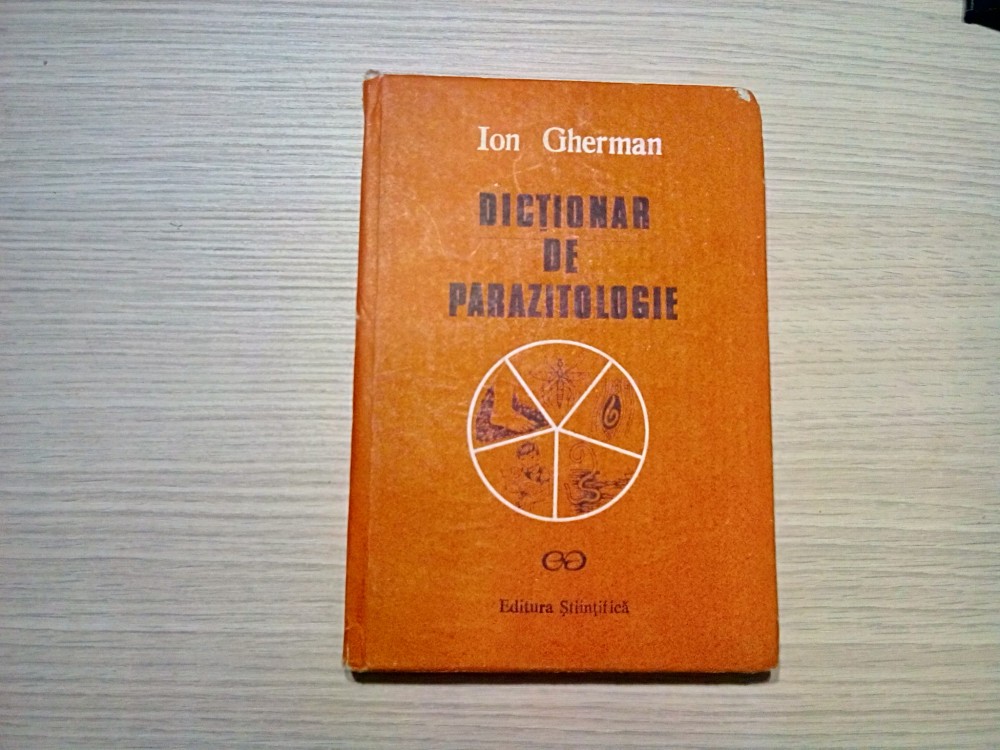 Ion Gherman
DICȚIONAR
DE
PARAZITOLOGIE
Editura Științifică